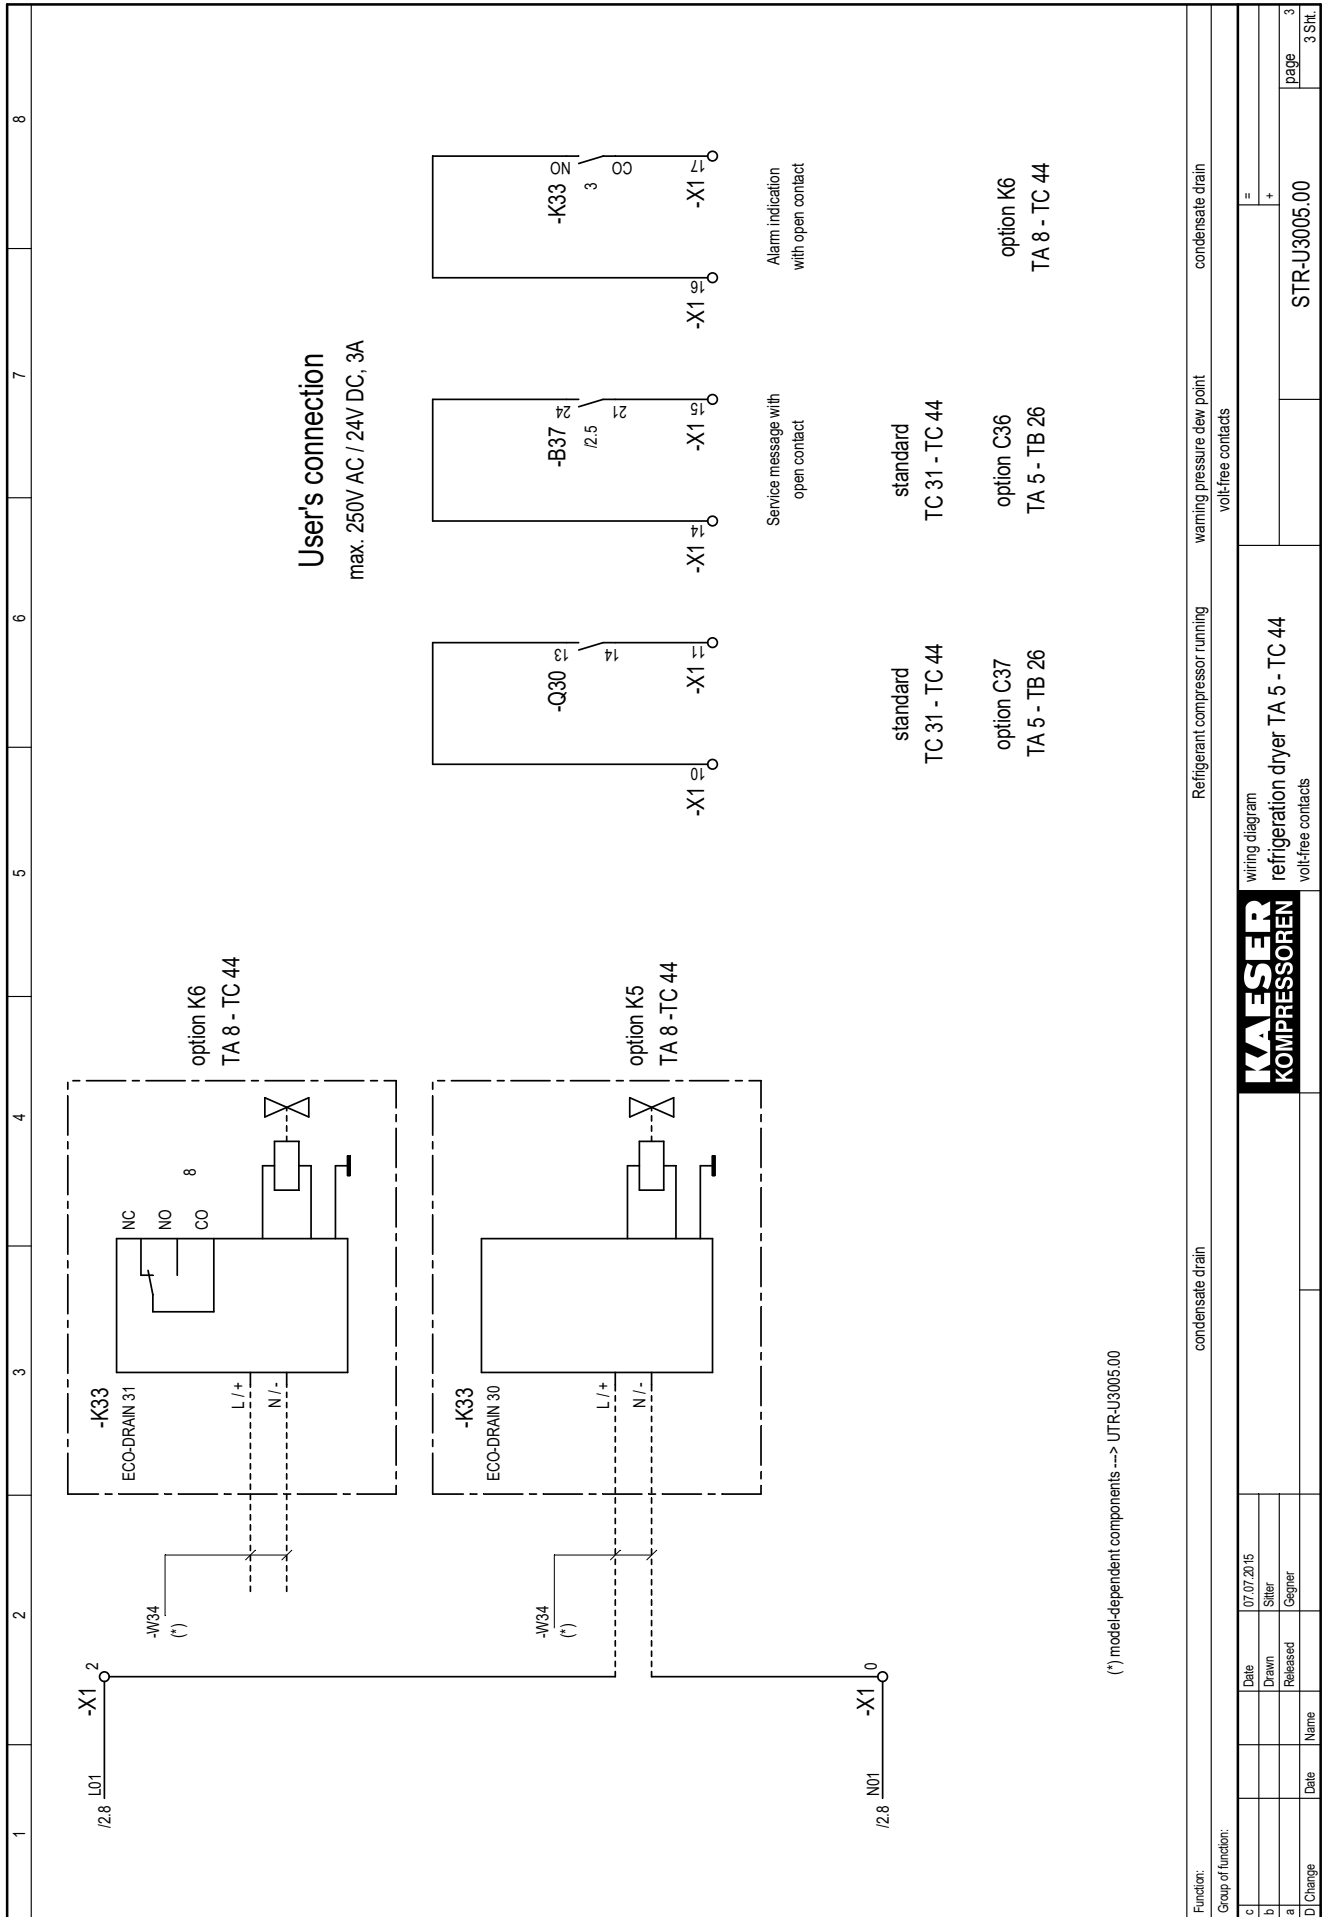 1
2
3
4
5
6
7
8
/2.8
L01
-X1
2
-W34
(*)
-K33
ECO-DRAIN 31
L / +
N / -
NC
NO
CO
8
option K6
TA 8 - TC 44
-W34
(*)
-K33
ECO-DRAIN 30
L / +
N / -
option K5
TA 8 -TC 44
/2.8
N01
-X1
0
User's connection
max. 250V AC / 24V DC, 3A
-Q30
13
14
-X1
10
-X1
11
-B37
/2.5
24
21
-X1
14
-X1
15
-K33
3
NO
CO
-X1
16
-X1
17
Service message with
open contact
Alarm indication
with open contact
standard
TC 31 - TC 44
option C37
TA 5 - TB 26
standard
TC 31 - TC 44
option C36
TA 5 - TB 26
option K6
TA 8 - TC 44
(*) model-dependent components ---> UTR-U3005.00
Function:
condensate drain
Refrigerant compressor running
warning pressure dew point
condensate drain
Group of function:
volt-free contacts
c
b
a
D
Change
Date
Name
Date
07.07.2015
Drawn
Sitter
Released
Gegner
KAESER
KOMPRESSOREN
wiring diagram
refrigeration dryer TA 5 - TC 44
volt-free contacts
=
+
STR-U3005.00
page
3
3 Sht.